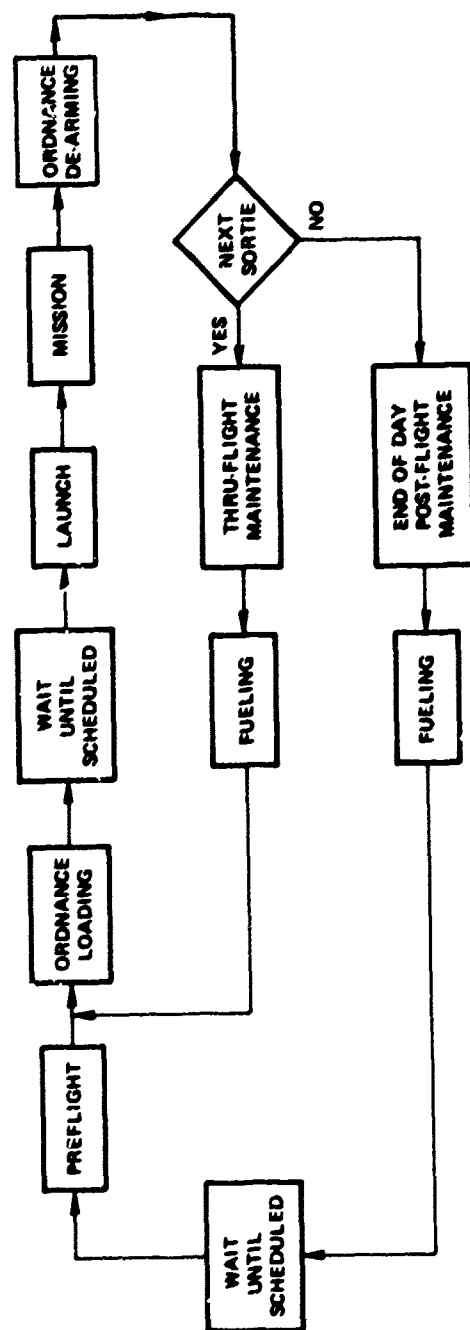 PREFLIGHT
ORDNANCE
LOADING
WAIT
UNTIL
SCHEDULED
LAUNCH
MISSION
ORDNANCE
DE-ARMING
NEXT
SORTIE
YES
NO
THRU-FLIGHT
MAINTENANCE
FUELING
END OF DAY
POST-FLIGHT
MAINTENANCE
FUELING
WAIT
UNTIL
SCHEDULED